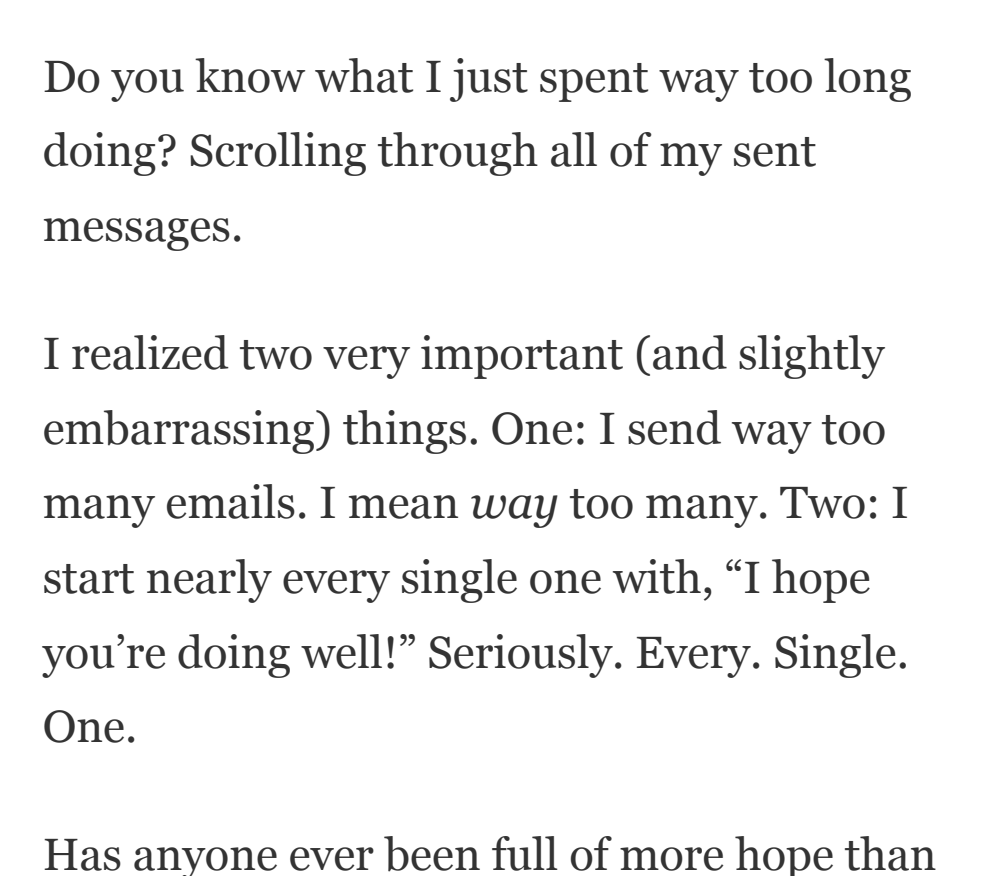 Do you know what I just spent way too long
doing? Scrolling through all of my sent
messages.
I realized two very important (and slightly
embarrassing) things. One: I send way too
many emails. I mean way too many. Two: I
start nearly every single one with, “I hope
you’re doing well!” Seriously. Every. Single.
One.
Has anyone ever been full of more hope than